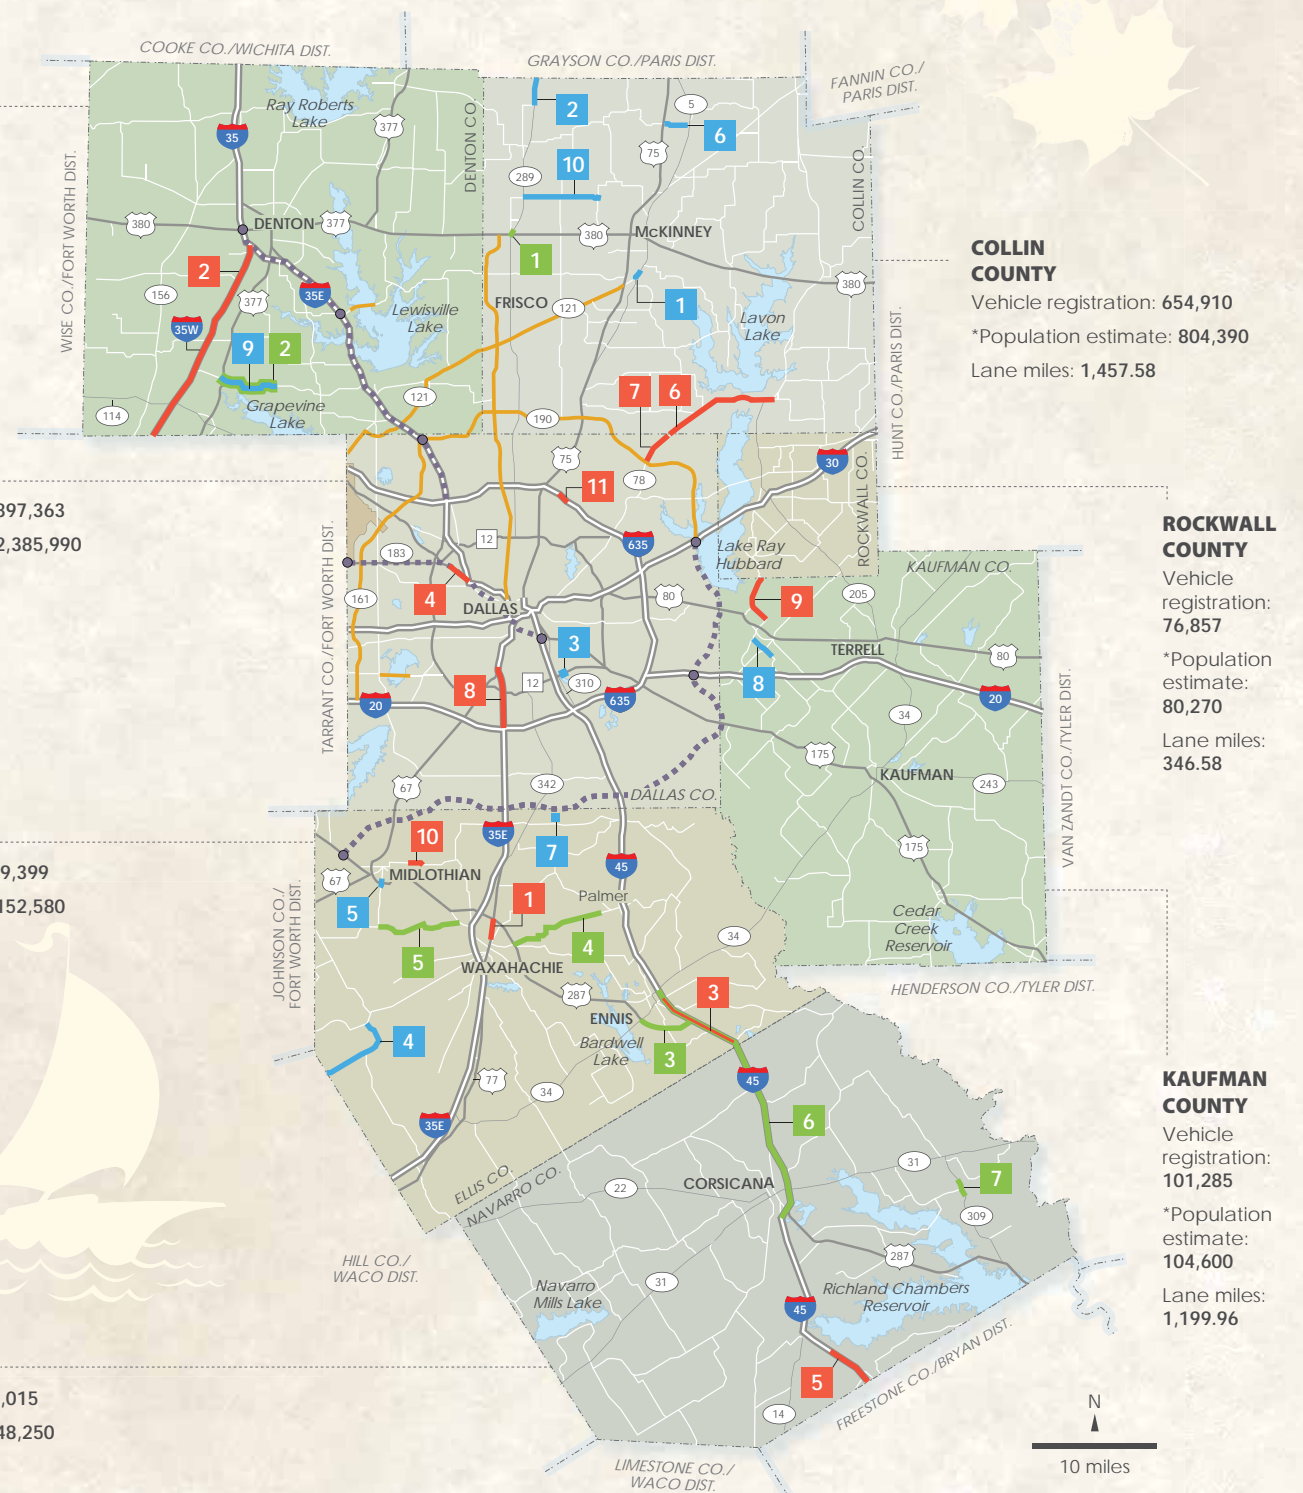 COOKE CO./WICHITA DIST.
GRAYSON CO./PARIS DIST.
FANNIN CO./
PARIS DIST.
Ray Roberts
Lake
35
377
2
5
6
75
DENTON CO.
COLLIN CO.
WISE CO./FORT WORTH DIST.
10
289
380
DENTON
377
380
McKINNEY
1
2
156
377
35E
35W
FRISCO
121
1
380
Lewisville
Lake
Lavon
Lake
HUNT CO./PARIS DIST.
9
2
114
Grapevine
Lake
121
7
6
190
COLLIN
COUNTY
Vehicle registration: 654,910
*Population estimate: 804,390
Lane miles: 1,457.58
75
78
30
ROCKWALL CO.
11
397,363
2,385,990
12
635
183
Lake Ray
Hubbard
KAUFMAN CO.
TARRANT CO./FORT WORTH DIST.
161
4
DALLAS
80
9
205
3
TERRELL
80
8
12
310
635
8
20
20
34
VAN ZANDT CO./TYLER DIST.
175
KAUFMAN
243
67
342
DALLAS CO.
ROCKWALL
COUNTY
Vehicle
registration:
76,857
*Population
estimate:
80,270
Lane miles:
346.58
10
35E
7
45
175
MIDLOTHIAN
67
5
1
Palmer
9,399
152,580
JOHNSON CO./
FORT WORTH DIST.
5
4
34
WAXAHACHIE
Cedar
Creek
Reservoir
287
3
HENDERSON CO./TYLER DIST.
ENNIS
4
Bardwell
Lake
3
77
34
45
35E
6
KAUFMAN
COUNTY
Vehicle
registration:
101,285
*Population
estimate:
104,600
Lane miles:
1,199.96
ELLIS CO.
NAVARRO CO.
22
CORSICANA
31
7
309
HILL CO./
WACO DIST.
287
31
Navarro
Mills Lake
Richland Chambers
Reservoir
45
5
FREESTONE CO./BRYAN DIST.
14
,015
48,250
LIMESTONE CO./
WACO DIST.
N
10 miles